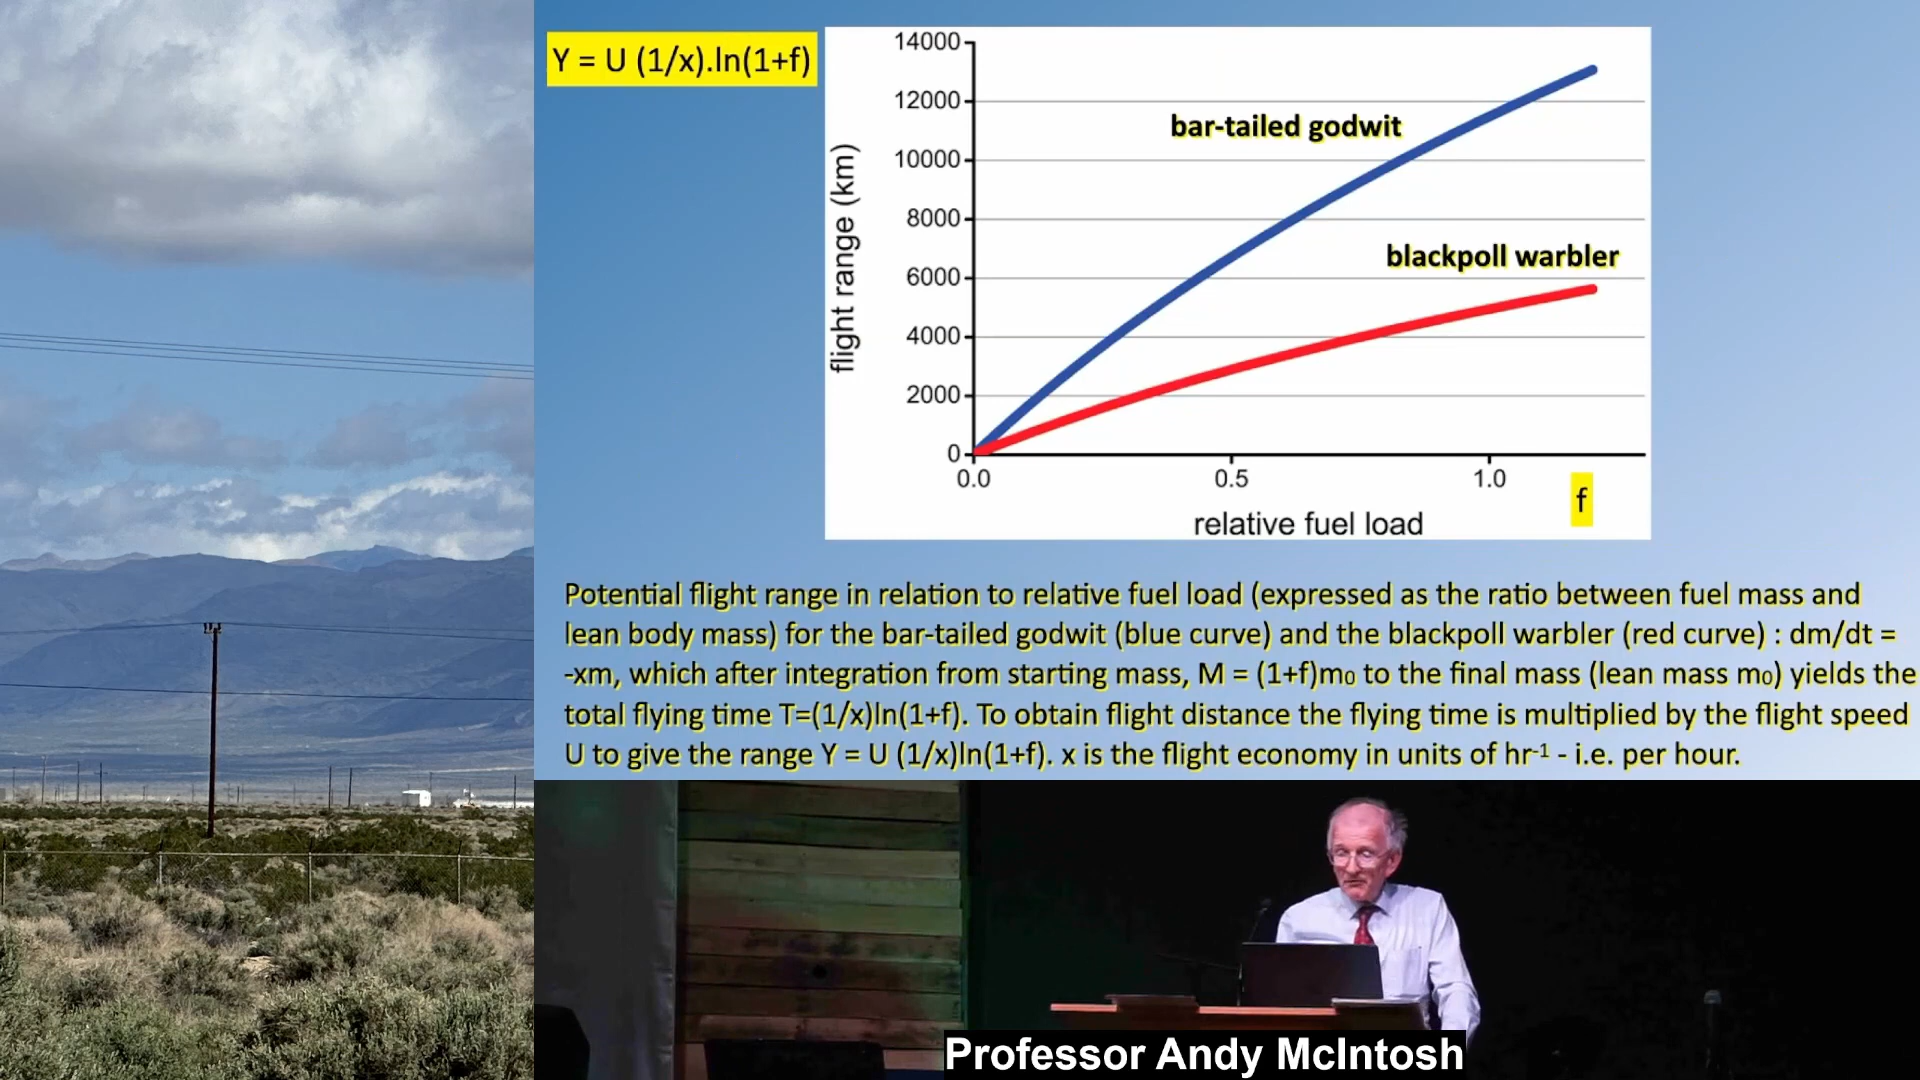 Y = U (1/x).ln(1+f)
14000
12000
10000
8000
6000
4000
2000
0
flight range (km)
bar-tailed godwit
blackpoll warbler
0.0 0.5 1.0
f
relative fuel load
Potential flight range in relation to relative fuel load (expressed as the ratio between fuel mass and
lean body mass) for the bar-tailed godwit (blue curve) and the blackpoll warbler (red curve) : dm/dt =
-xm, which after integration from starting mass, M = (1+f)m₀ to the final mass (lean mass m₀) yields the
total flying time T=(1/x)ln(1+f). To obtain flight distance the flying time is multiplied by the flight speed
U to give the range Y = U (1/x)ln(1+f). x is the flight economy in units of hr⁻¹ - i.e. per hour.
Professor Andy McIntosh